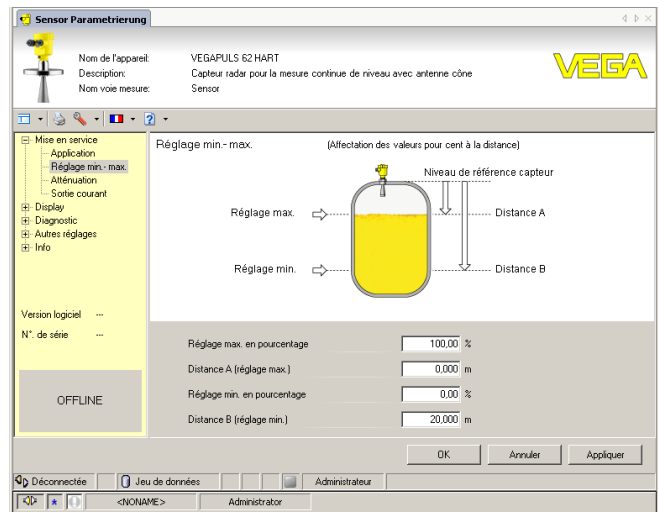 Sensor Parametrierung
Nom de l'appareil: VEGAPULS 62 HART
Description: Capteur radar pour la mesure continue de niveau avec antenne cône
Nom voie mesure: Sensor
VEGA
Mise en service
Application
Réglage min.- max.
Atténuation
Sortie courant
Display
Diagnostic
Autres réglages
Info
Version logiciel ---
N°. de série ---
OFFLINE
Réglage min.- max. (Affectation des valeurs pour cent à la distance)
Niveau de référence capteur
Réglage max. Distance A
Réglage min. Distance B
Réglage max. en pourcentage 100,00 %
Distance A (réglage max.) 0,000 m
Réglage min. en pourcentage 0,00 %
Distance B (réglage min.) 20,000 m
OK Annuler Appliquer
Déconnectée Jeu de données Administrateur
<NONAME> Administrator